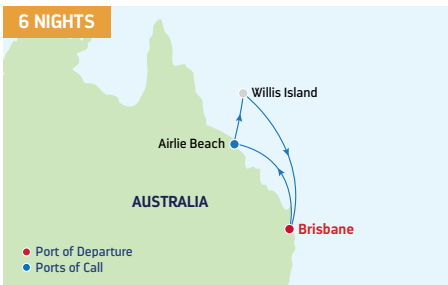 6 NIGHTS
Willis Island
Airlie Beach
AUSTRALIA
Brisbane
Port of Departure
Ports of Call